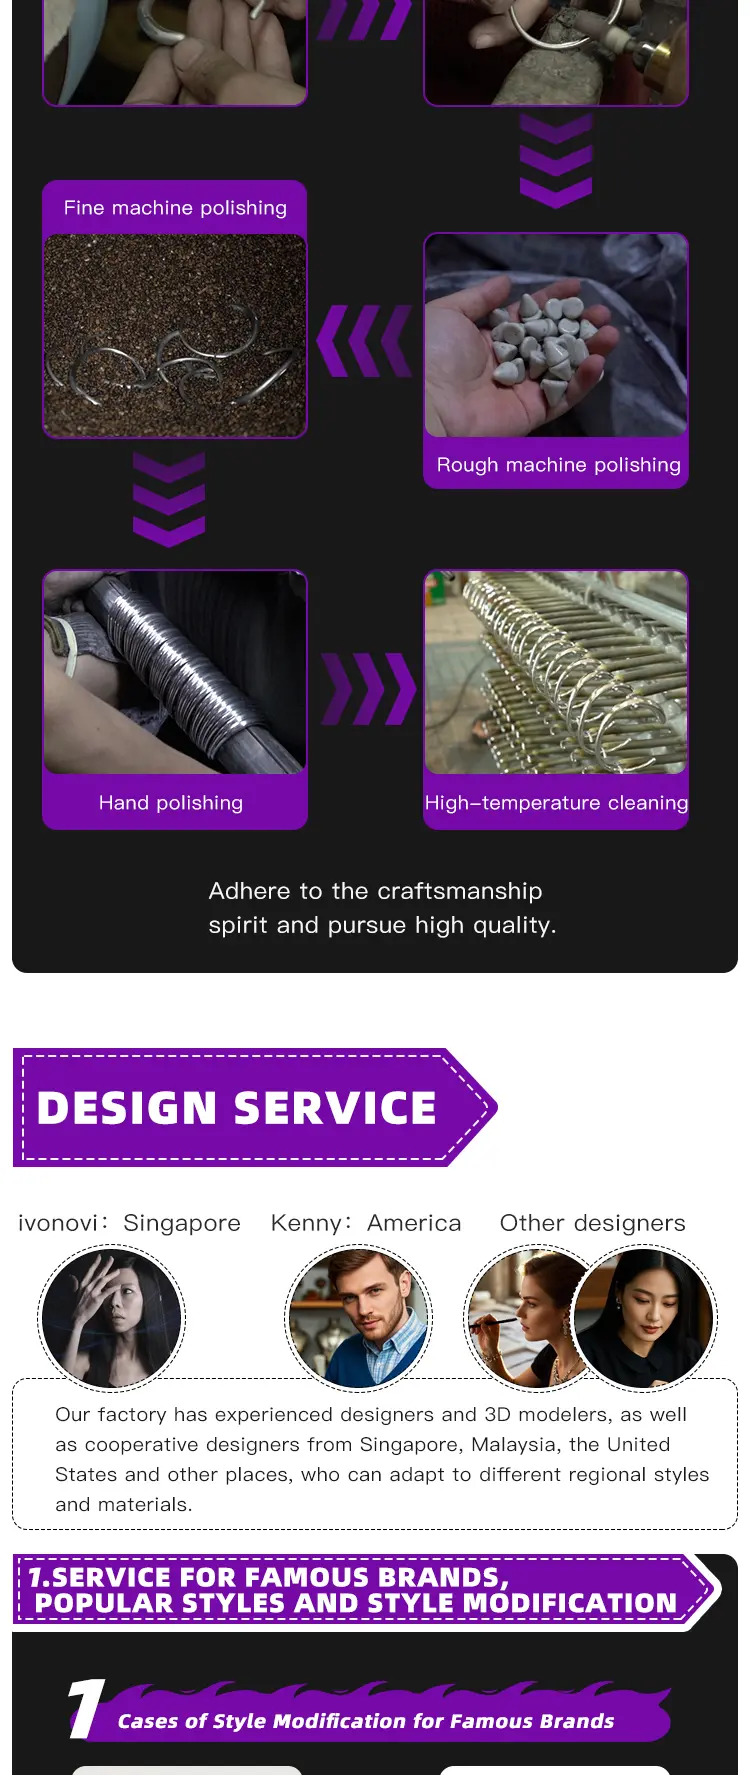 Fine machine polishing
Rough machine polishing
Hand polishing
High-temperature cleaning
Adhere to the craftsmanship
spirit and pursue high quality.
DESIGN SERVICE
ivonovi: Singapore
Kenny: America
Other designers
Our factory has experienced designers and 3D modelers, as well
as cooperative designers from Singapore, Malaysia, the United
States and other places, who can adapt to different regional styles
and materials.
1.SERVICE FOR FAMOUS BRANDS,
POPULAR STYLES AND STYLE MODIFICATION
1
Cases of Style Modification for Famous Brands